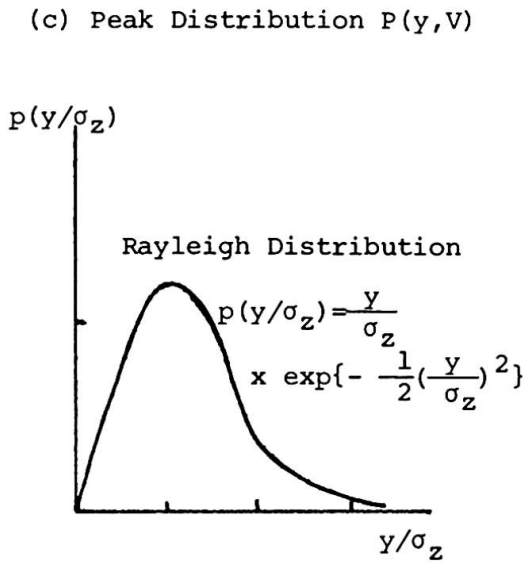 (c) Peak Distribution P(y,V)
p(y/σz)
Rayleigh Distribution
p(y/σz)=y/σz
x exp{- 1/2(y/σz)²}
y/σz